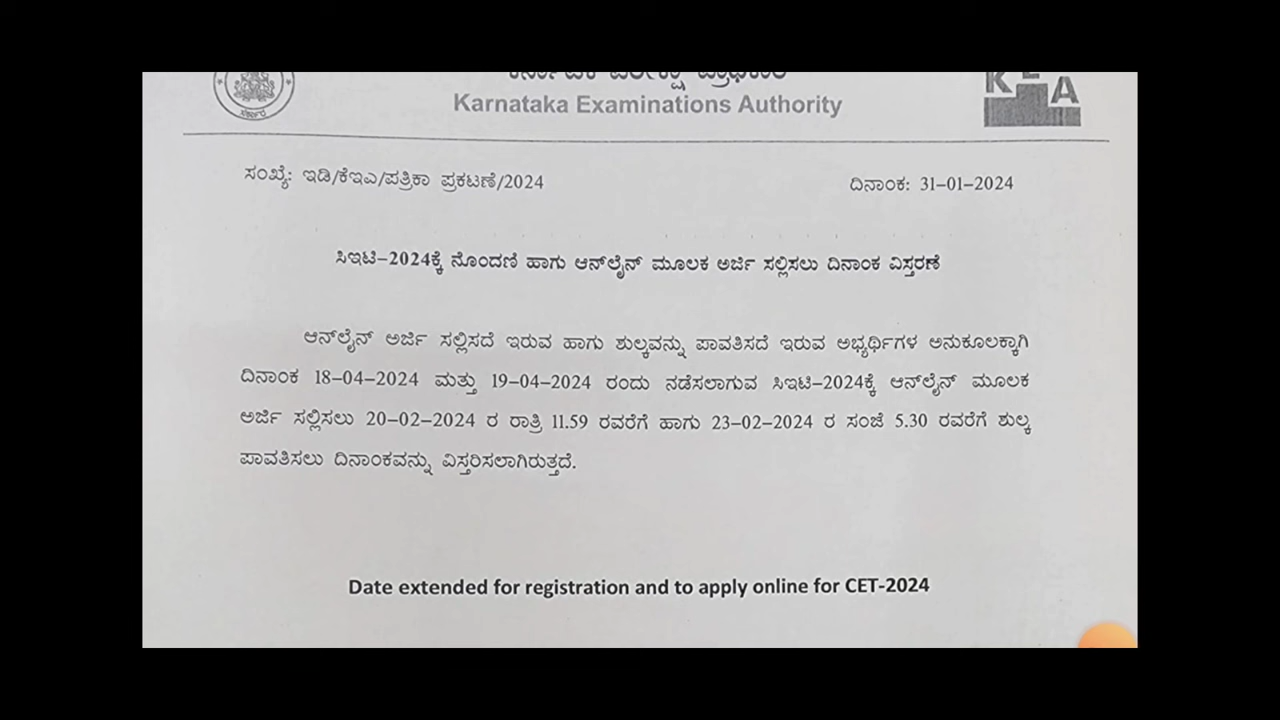 ಕರ್ನಾಟಕ ಪರೀಕ್ಷಾ ಪ್ರಾಧಿಕಾರ
Karnataka Examinations Authority
KEA
ಸಂಖ್ಯೆ: ಇಡಿ/ಕೆಇಎ/ಪತ್ರಿಕಾ ಪ್ರಕಟಣೆ/2024
ದಿನಾಂಕ: 31-01-2024
ಸಿಇಟಿ-2024ಕ್ಕೆ ನೊಂದಣಿ ಹಾಗು ಆನ್‌ಲೈನ್ ಮೂಲಕ ಅರ್ಜಿ ಸಲ್ಲಿಸಲು ದಿನಾಂಕ ವಿಸ್ತರಣೆ
ಆನ್‌ಲೈನ್ ಅರ್ಜಿ ಸಲ್ಲಿಸದೆ ಇರುವ ಹಾಗು ಶುಲ್ಕವನ್ನು ಪಾವತಿಸದೆ ಇರುವ ಅಭ್ಯರ್ಥಿಗಳ ಅನುಕೂಲಕ್ಕಾಗಿ
ದಿನಾಂಕ 18-04-2024 ಮತ್ತು 19-04-2024 ರಂದು ನಡೆಸಲಾಗುವ ಸಿಇಟಿ-2024ಕ್ಕೆ ಆನ್‌ಲೈನ್ ಮೂಲಕ
ಅರ್ಜಿ ಸಲ್ಲಿಸಲು 20-02-2024 ರ ರಾತ್ರಿ 11.59 ರವರೆಗೆ ಹಾಗು 23-02-2024 ರ ಸಂಜೆ 5.30 ರವರೆಗೆ ಶುಲ್ಕ
ಪಾವತಿಸಲು ದಿನಾಂಕವನ್ನು ವಿಸ್ತರಿಸಲಾಗಿರುತ್ತದೆ.
Date extended for registration and to apply online for CET-2024